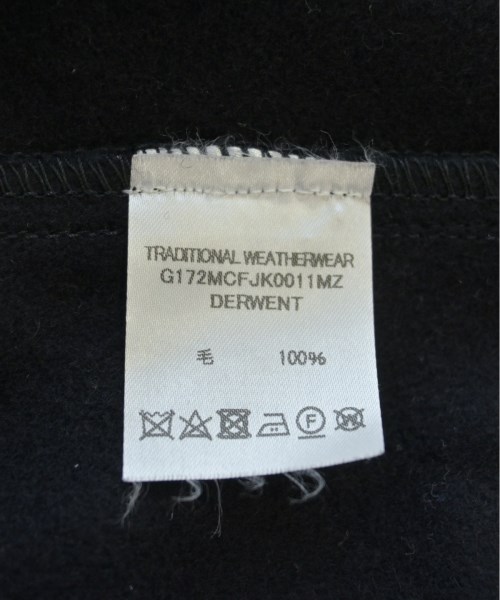 TRADITIONAL WEATHERWEAR
G172MCFJK0011MZ
DERWENT
毛 100%
F W